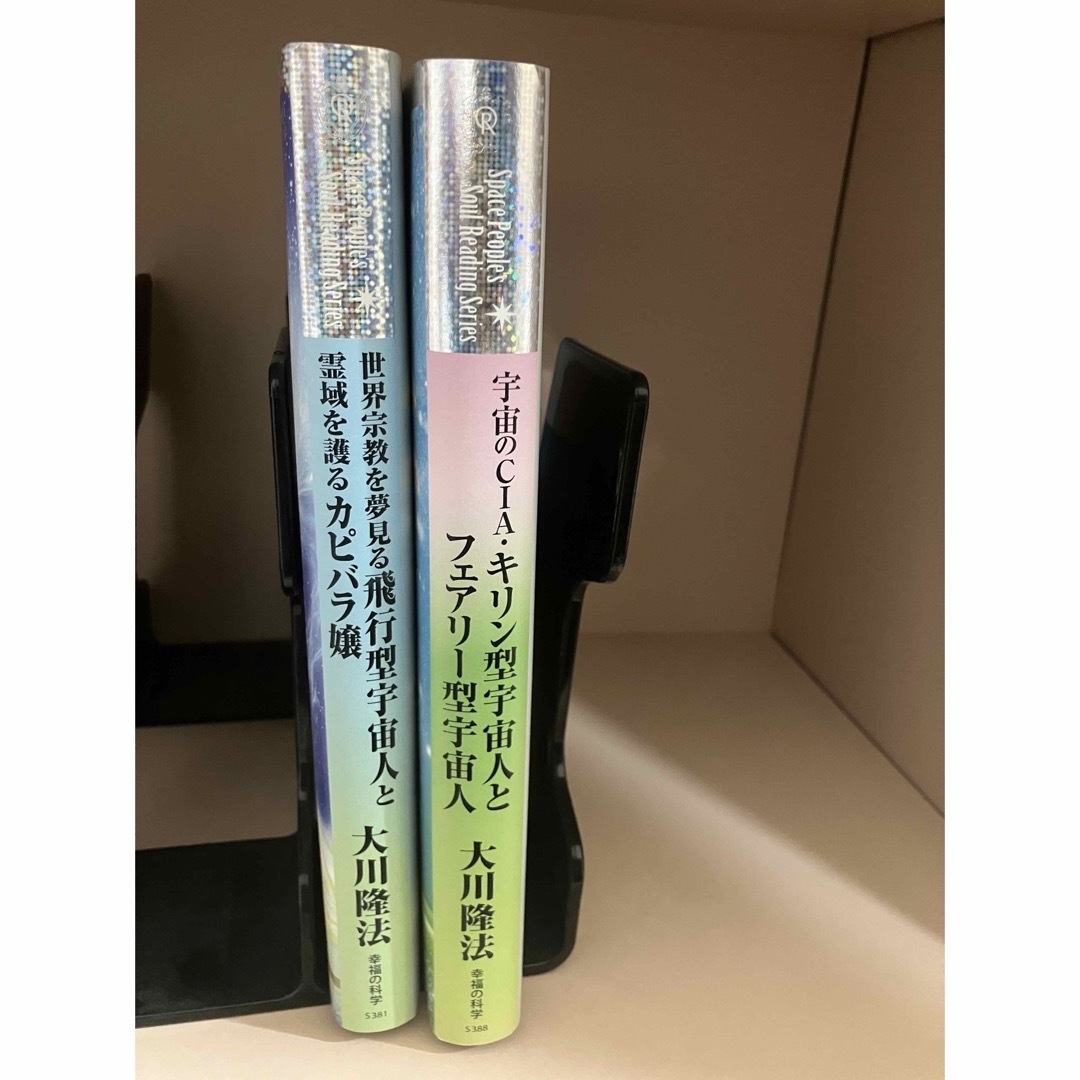 R
Space People's
Soul Reading Series
世界宗教を夢見る飛行型宇宙人と
霊域を護るカピバラ嬢
大川隆法
幸福の科学
S381
R
Space People's
Soul Reading Series
宇宙のCIA・キリン型宇宙人と
フェアリー型宇宙人
大川隆法
幸福の科学
S388